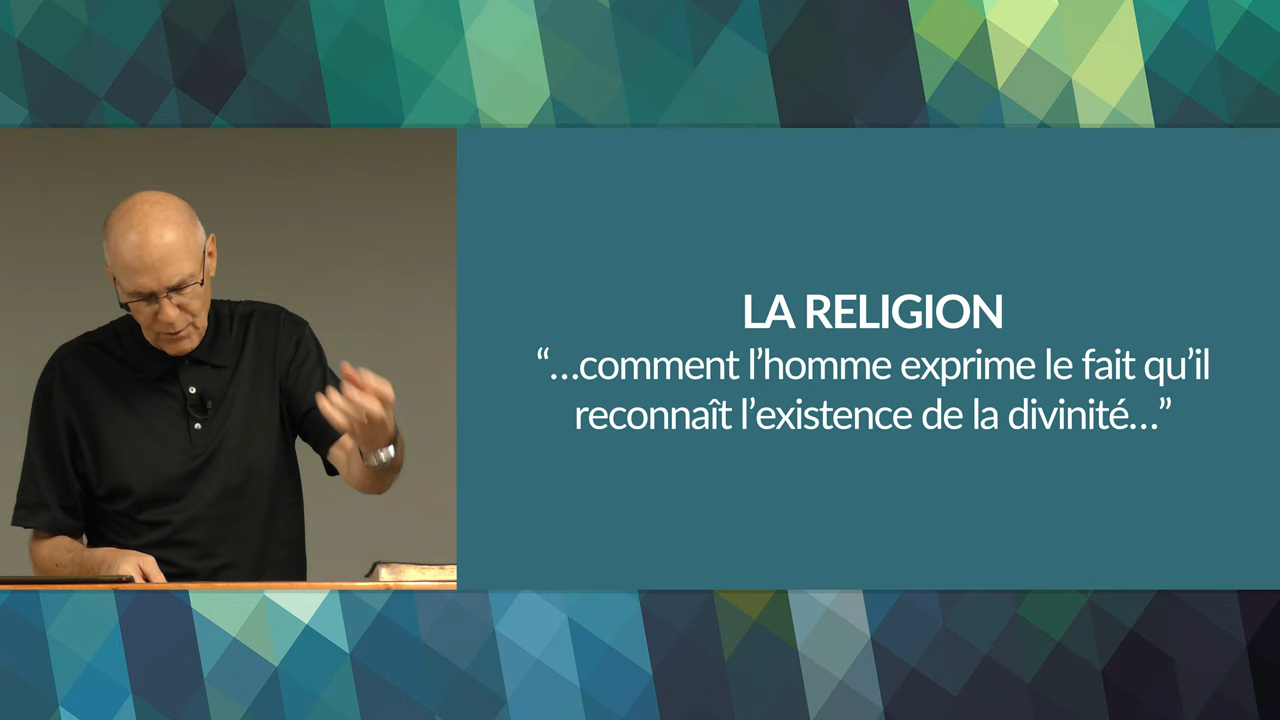 LA RELIGION
“…comment l’homme exprime le fait qu’il
reconnaît l’existence de la divinité…”